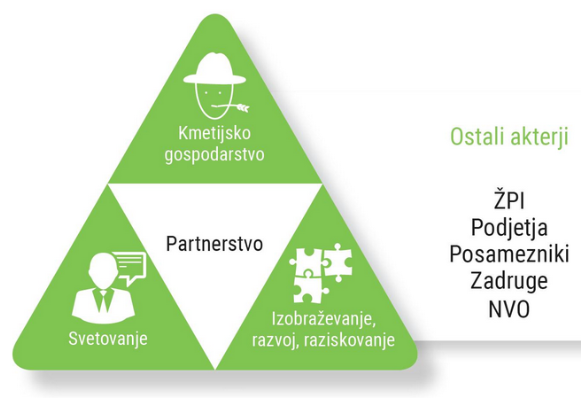 Kmetijsko
gospodarstvo
Partnerstvo
Svetovanje
Izobraževanje,
razvoj, raziskovanje
Ostali akterji
ŽPI
Podjetja
Posamezniki
Zadruge
NVO